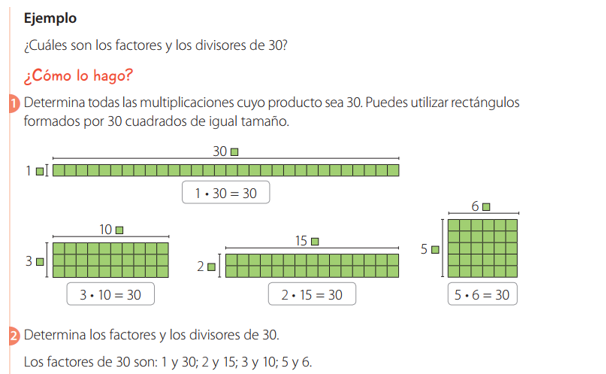 Ejemplo
¿Cuáles son los factores y los divisores de 30?
¿Cómo lo hago?
1 Determina todas las multiplicaciones cuyo producto sea 30. Puedes utilizar rectángulos
formados por 30 cuadrados de igual tamaño.
30
1
1 • 30 = 30
10
3
3 • 10 = 30
15
2
2 • 15 = 30
6
5
5 • 6 = 30
2 Determina los factores y los divisores de 30.
Los factores de 30 son: 1 y 30; 2 y 15; 3 y 10; 5 y 6.